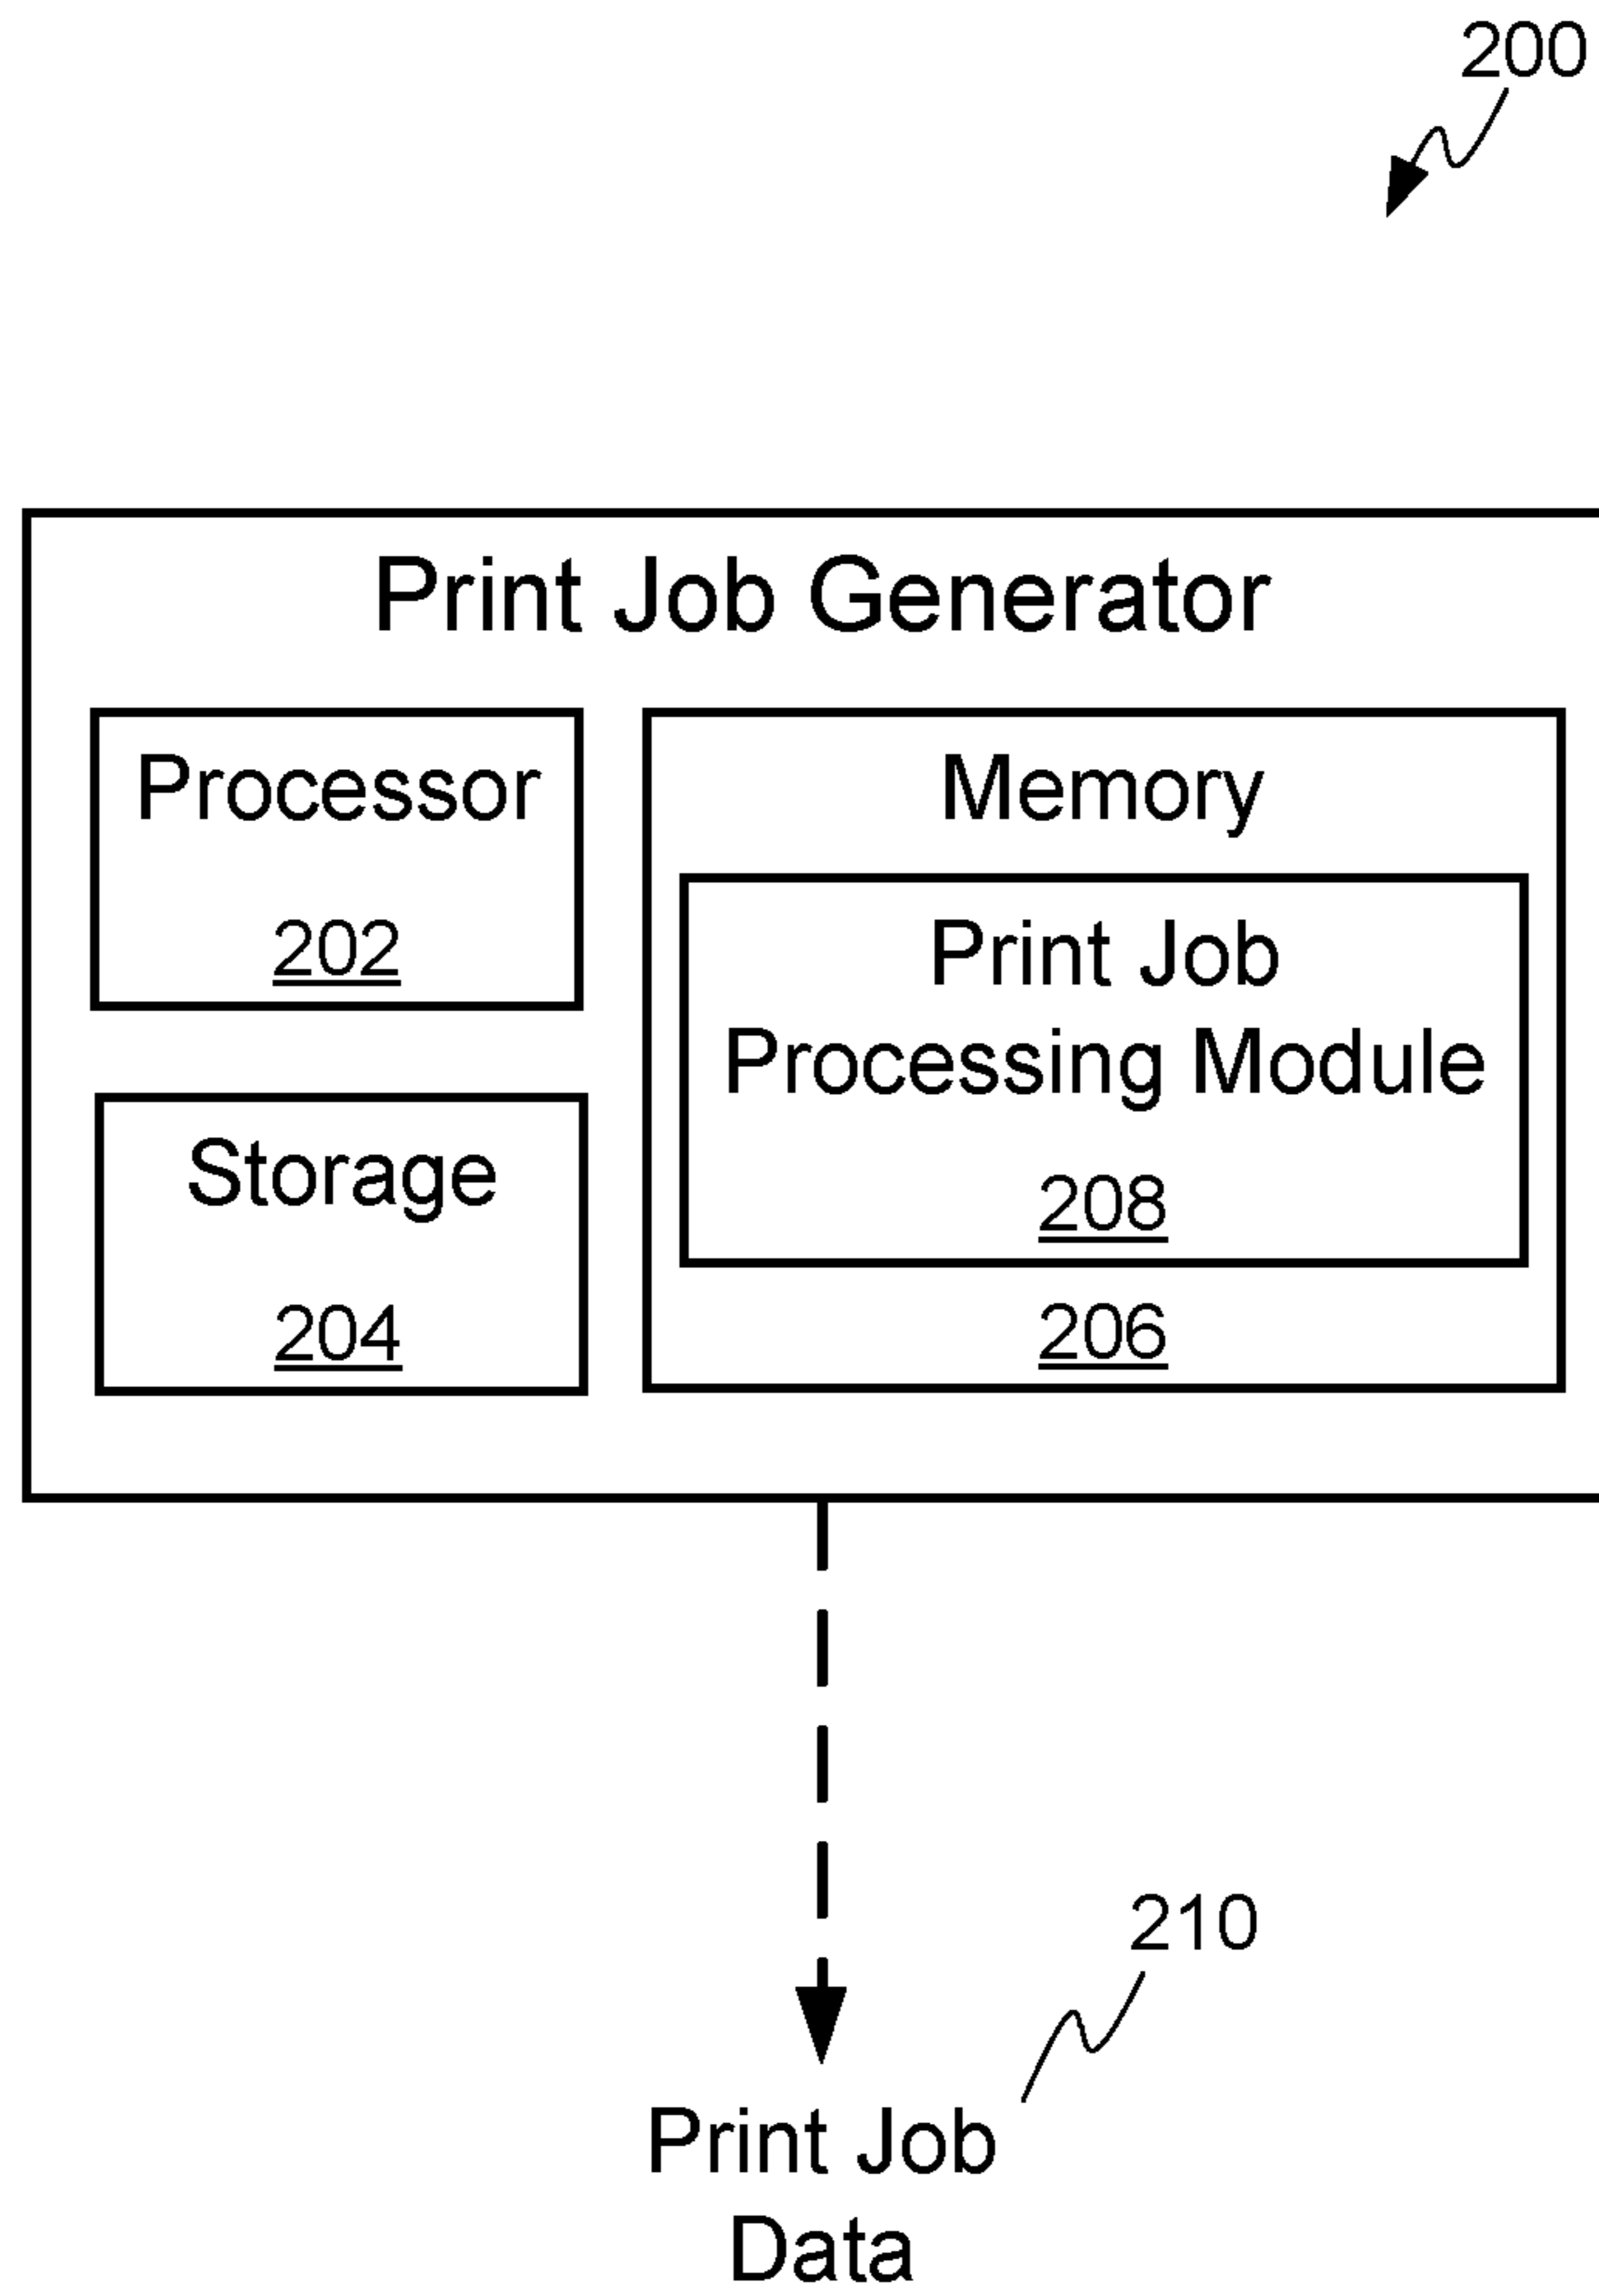 200
Print Job Generator
Processor
202
Memory
Print Job
Processing Module
208
206
Storage
204
210
Print Job
Data